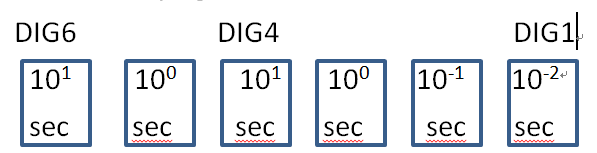 DIG6 DIG4 DIG1
10¹ 10⁰ 10¹ 10⁰ 10⁻¹ 10⁻²
sec sec sec sec sec sec